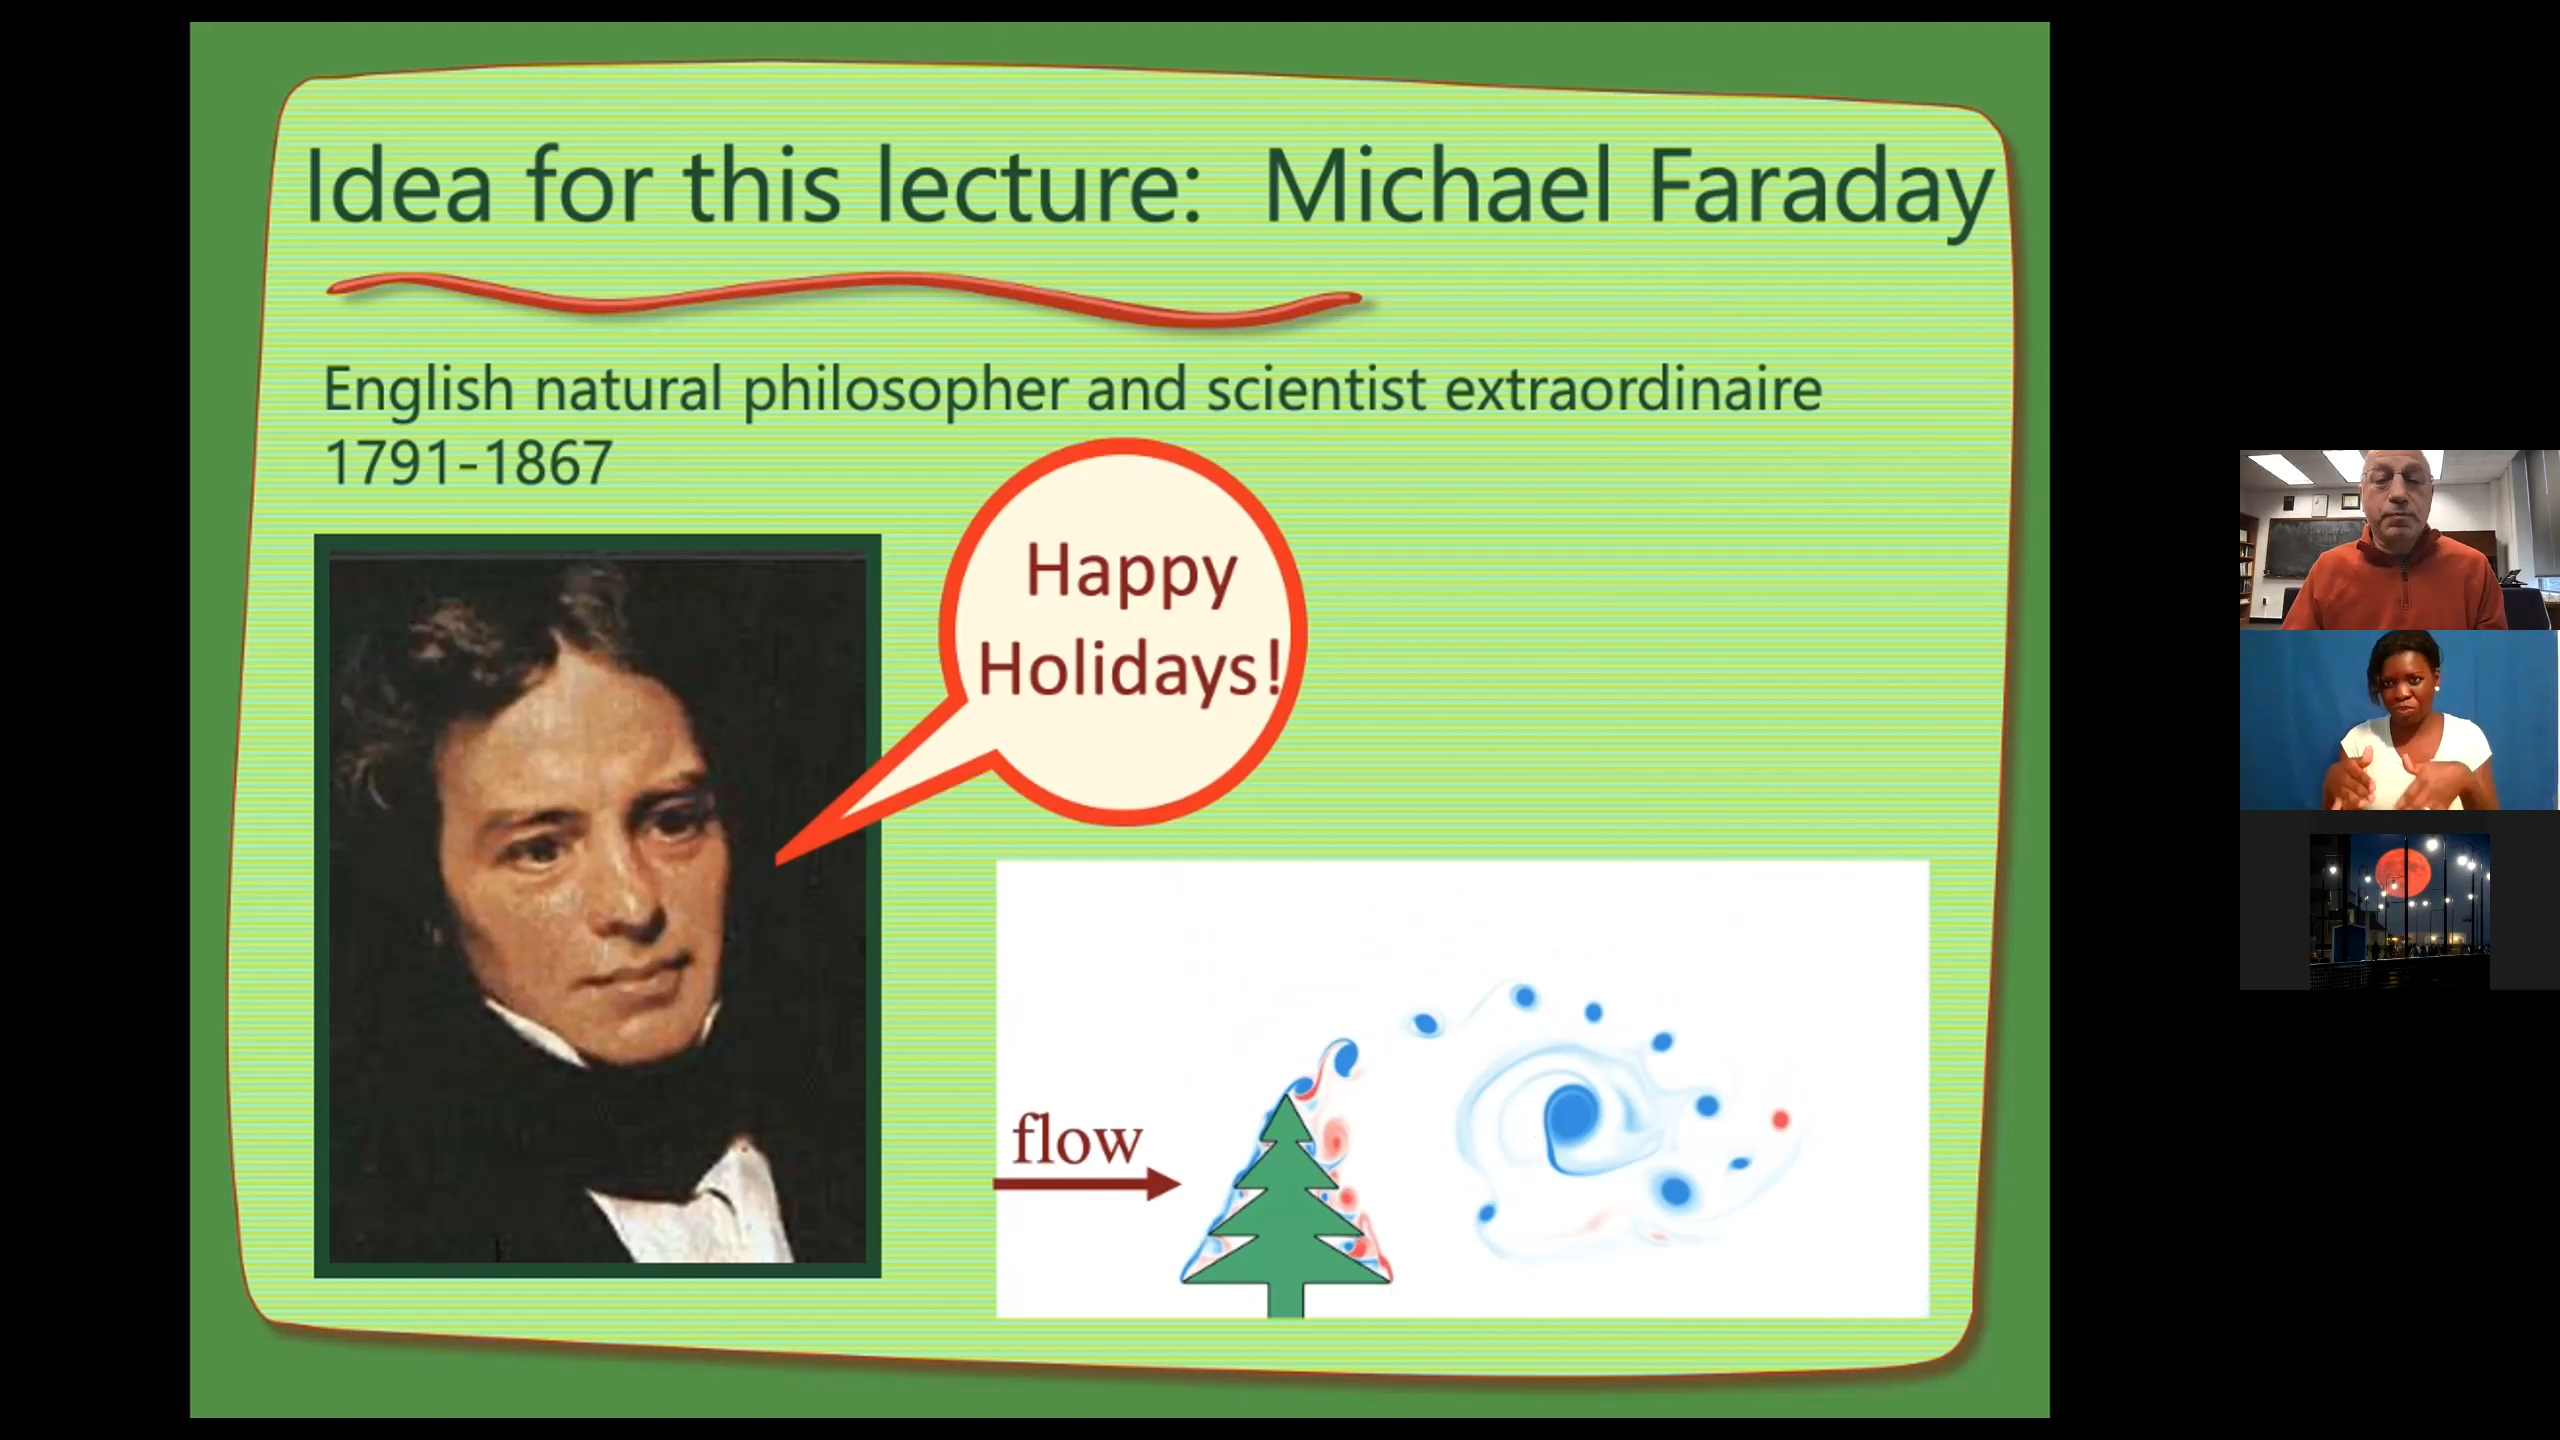 Idea for this lecture: Michael Faraday
English natural philosopher and scientist extraordinaire
1791-1867
Happy
Holidays!
flow